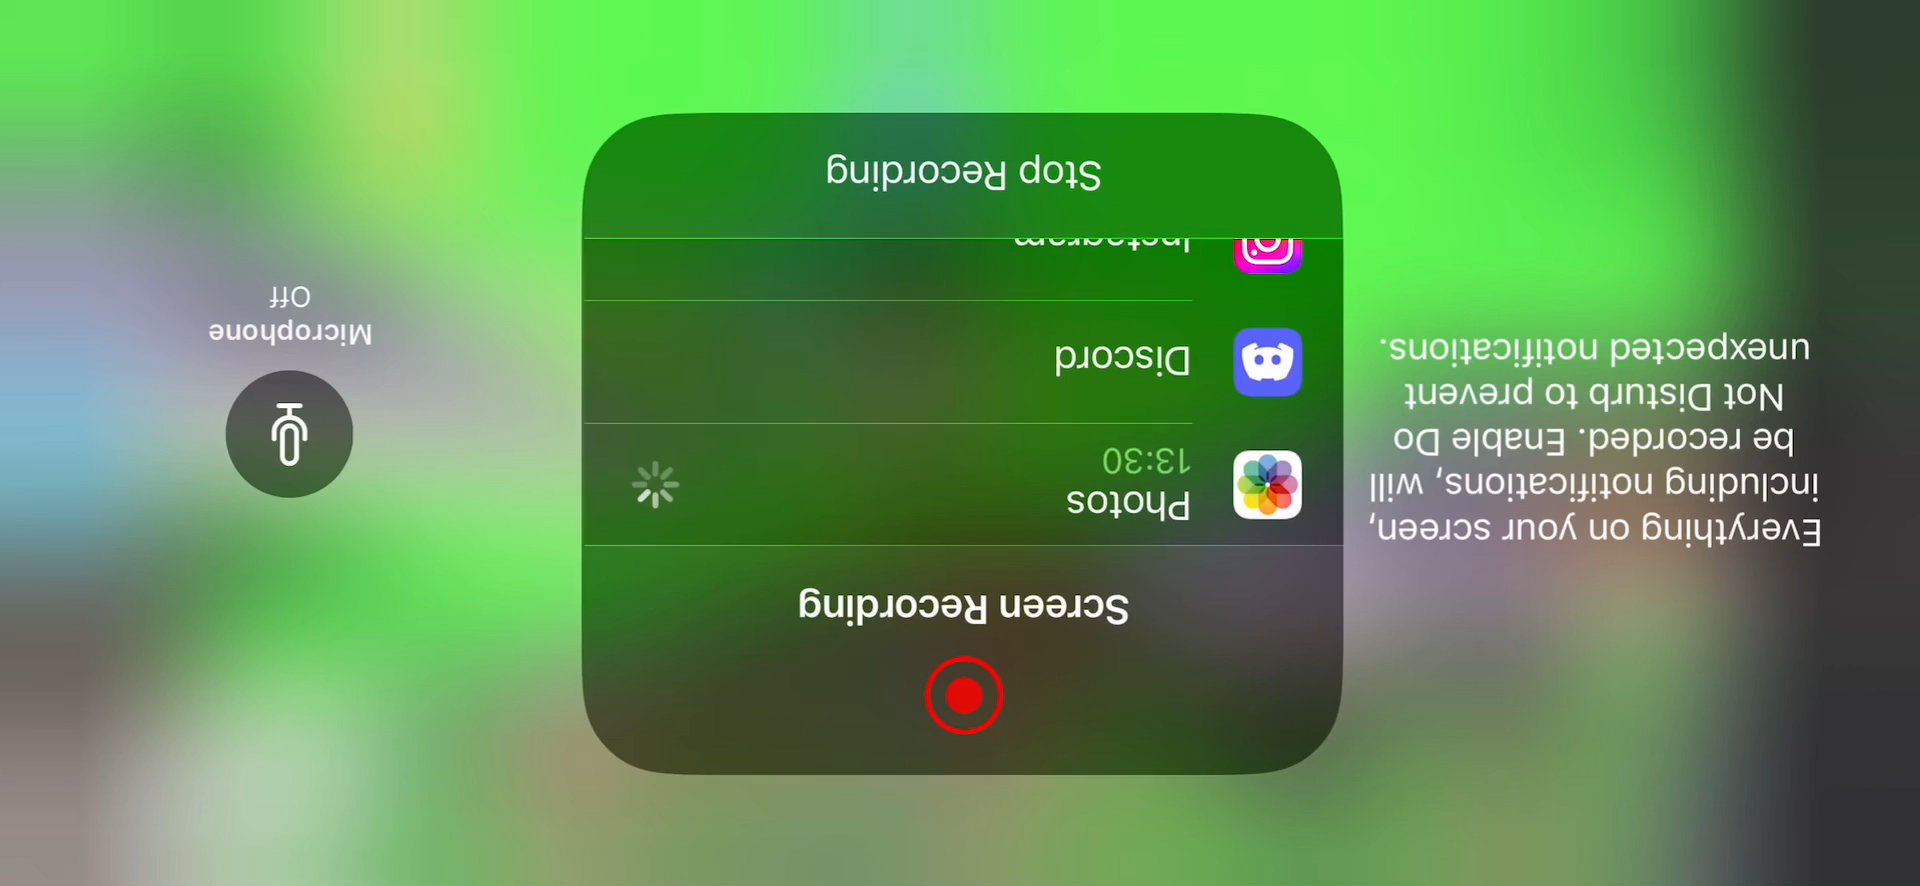 Everything on your screen,
including notifications, will
be recorded. Enable Do
Not Disturb to prevent
unexpected notifications.
Screen Recording
Photos
13:30
Discord
Instagram
Stop Recording
Microphone
Off